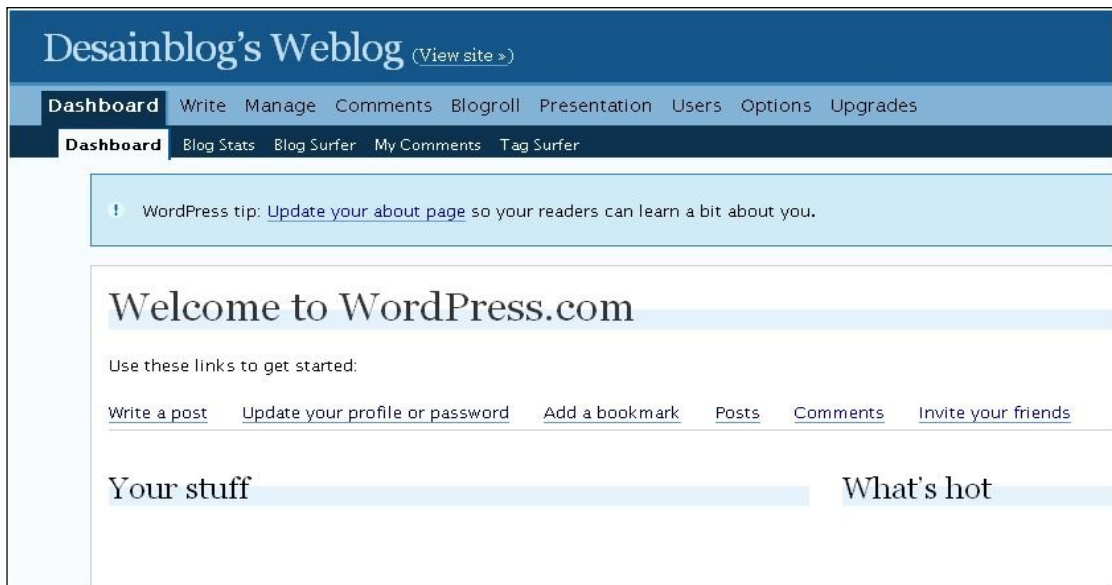 Desainblog's Weblog (View site »)
Dashboard Write Manage Comments Blogroll Presentation Users Options Upgrades
Dashboard Blog Stats Blog Surfer My Comments Tag Surfer
! WordPress tip: Update your about page so your readers can learn a bit about you.
Welcome to WordPress.com
Use these links to get started:
Write a post Update your profile or password Add a bookmark Posts Comments Invite your friends
Your stuff What's hot